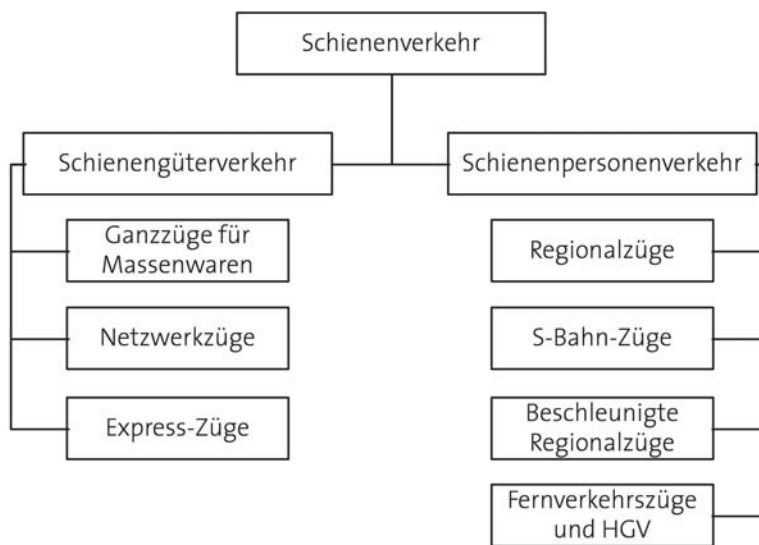 Schienenverkehr
Schienengüterverkehr
Schienenpersonenverkehr
Ganzzüge für
Massenwaren
Regionalzüge
Netzwerkzüge
S-Bahn-Züge
Express-Züge
Beschleunigte
Regionalzüge
Fernverkehrszüge
und HGV